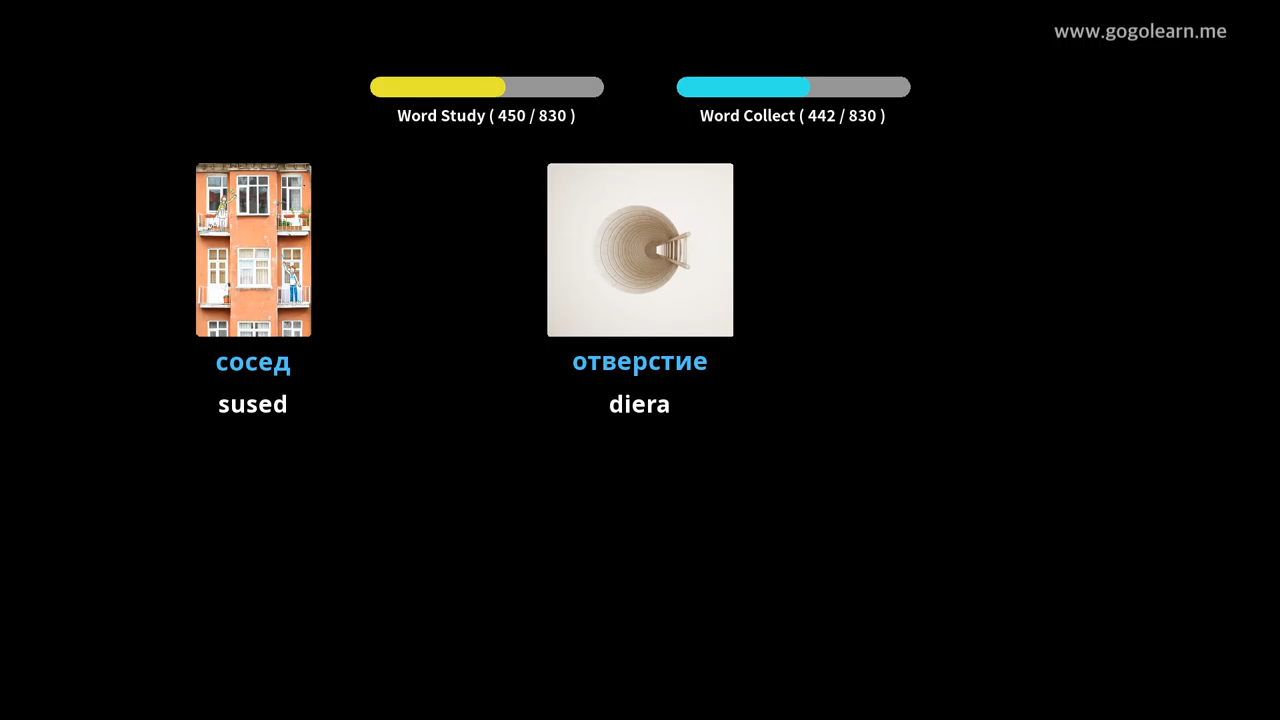 www.gogolearn.me
Word Study ( 450 / 830 )
Word Collect ( 442 / 830 )
сосед
отверстие
sused
diera